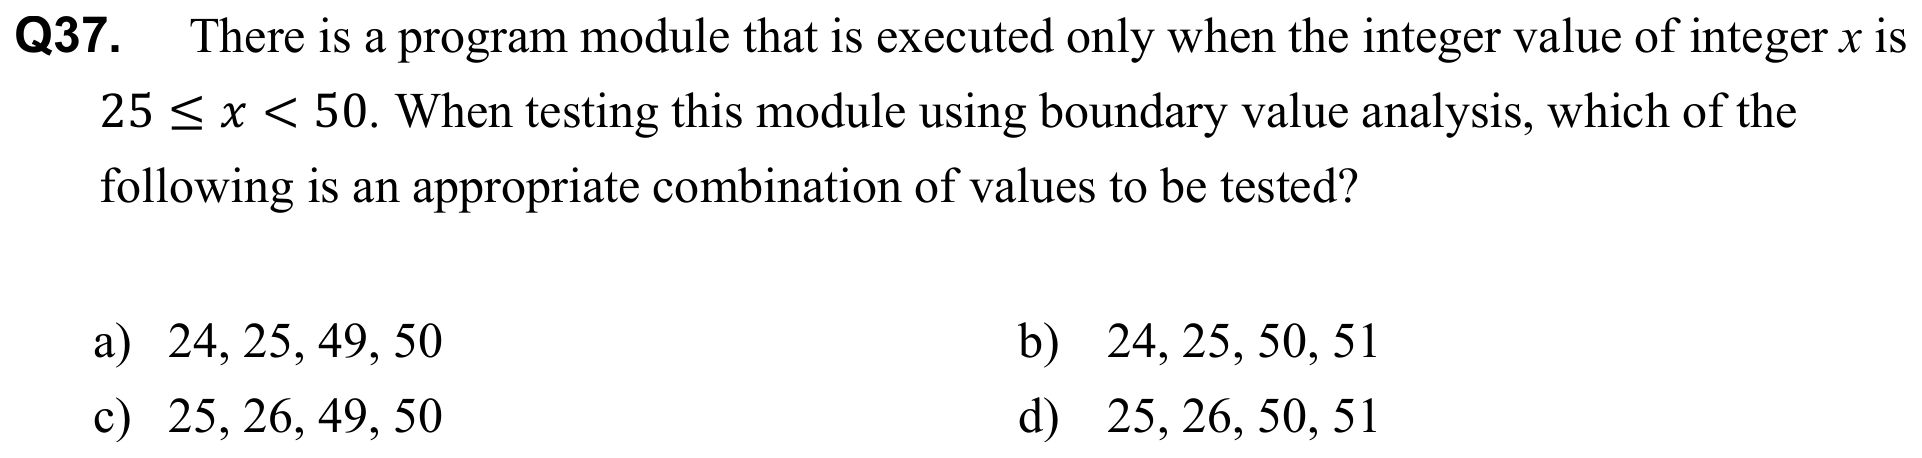 Q37. There is a program module that is executed only when the integer value of integer x is
25 ≤ x < 50. When testing this module using boundary value analysis, which of the
following is an appropriate combination of values to be tested?
a) 24, 25, 49, 50 b) 24, 25, 50, 51
c) 25, 26, 49, 50 d) 25, 26, 50, 51